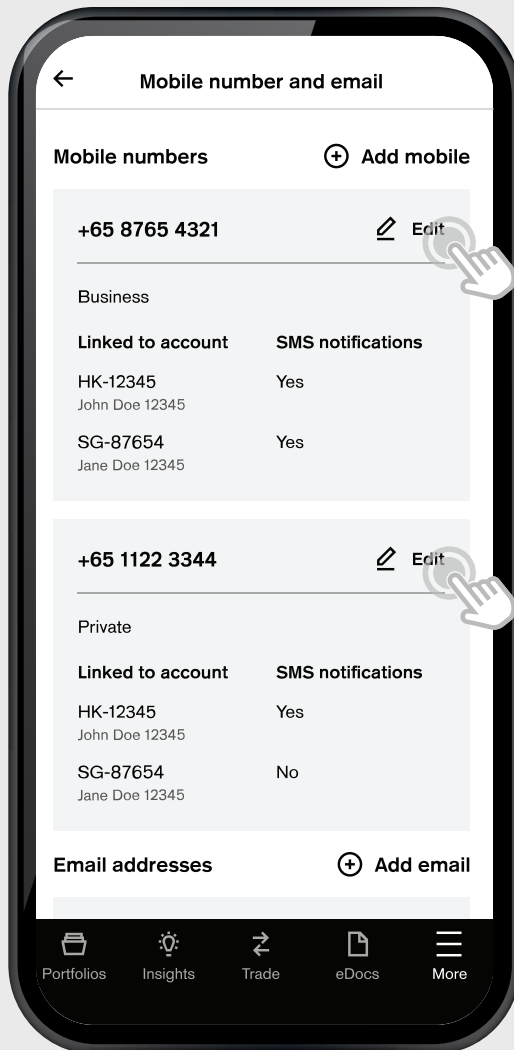 Mobile number and email
Mobile numbers Add mobile
+65 8765 4321 Edit
Business
Linked to account SMS notifications
HK-12345 Yes
John Doe 12345
SG-87654 Yes
Jane Doe 12345
+65 1122 3344 Edit
Private
Linked to account SMS notifications
HK-12345 Yes
John Doe 12345
SG-87654 No
Jane Doe 12345
Email addresses Add email
Portfolios Insights Trade eDocs More